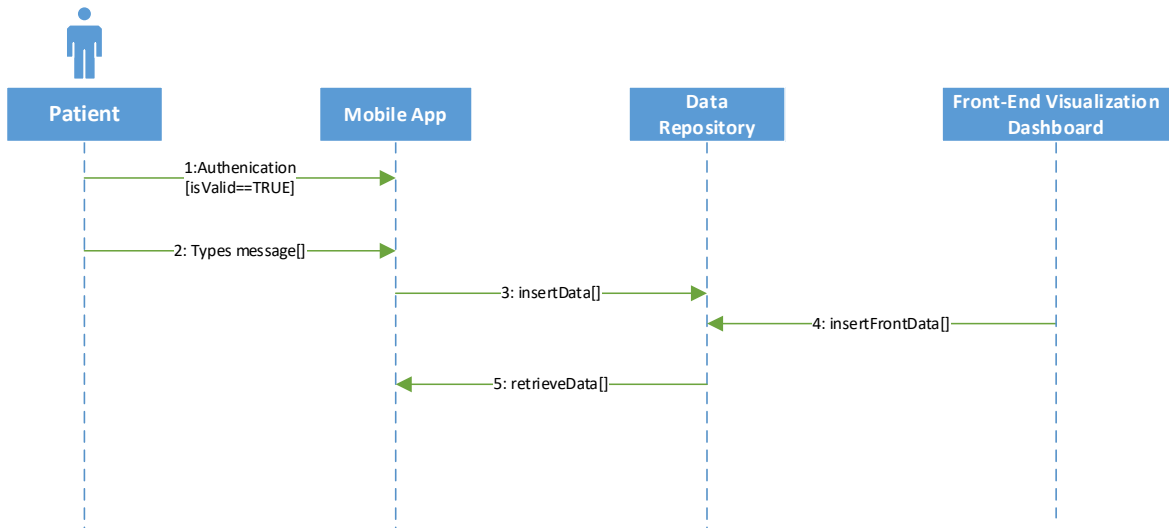 Patient
Mobile App
Data
Repository
Front-End Visualization
Dashboard
1:Authenication
[isValid==TRUE]
2: Types message[]
3: insertData[]
4: insertFrontData[]
5: retrieveData[]